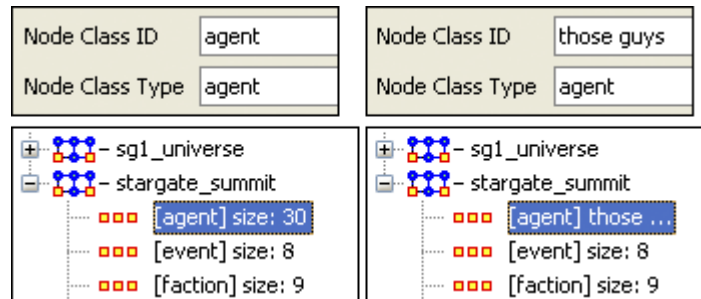 Node Class ID agent
Node Class Type agent
Node Class ID those guys
Node Class Type agent
sg1_universe
stargate_summit
[agent] size: 30
[event] size: 8
[faction] size: 9
sg1_universe
stargate_summit
[agent] those ...
[event] size: 8
[faction] size: 9